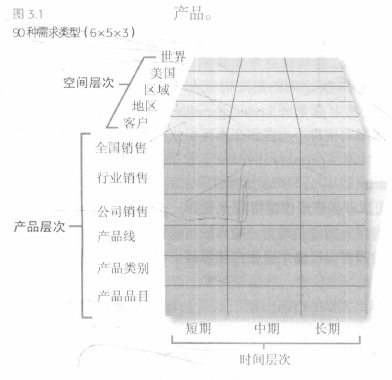 图 3.1
产品。
90种需求类型(6×5×3)
世界
美国
区域
地区
客户
空间层次
全国销售
行业销售
公司销售
产品线
产品类别
产品品目
产品层次
短期 中期 长期
时间层次